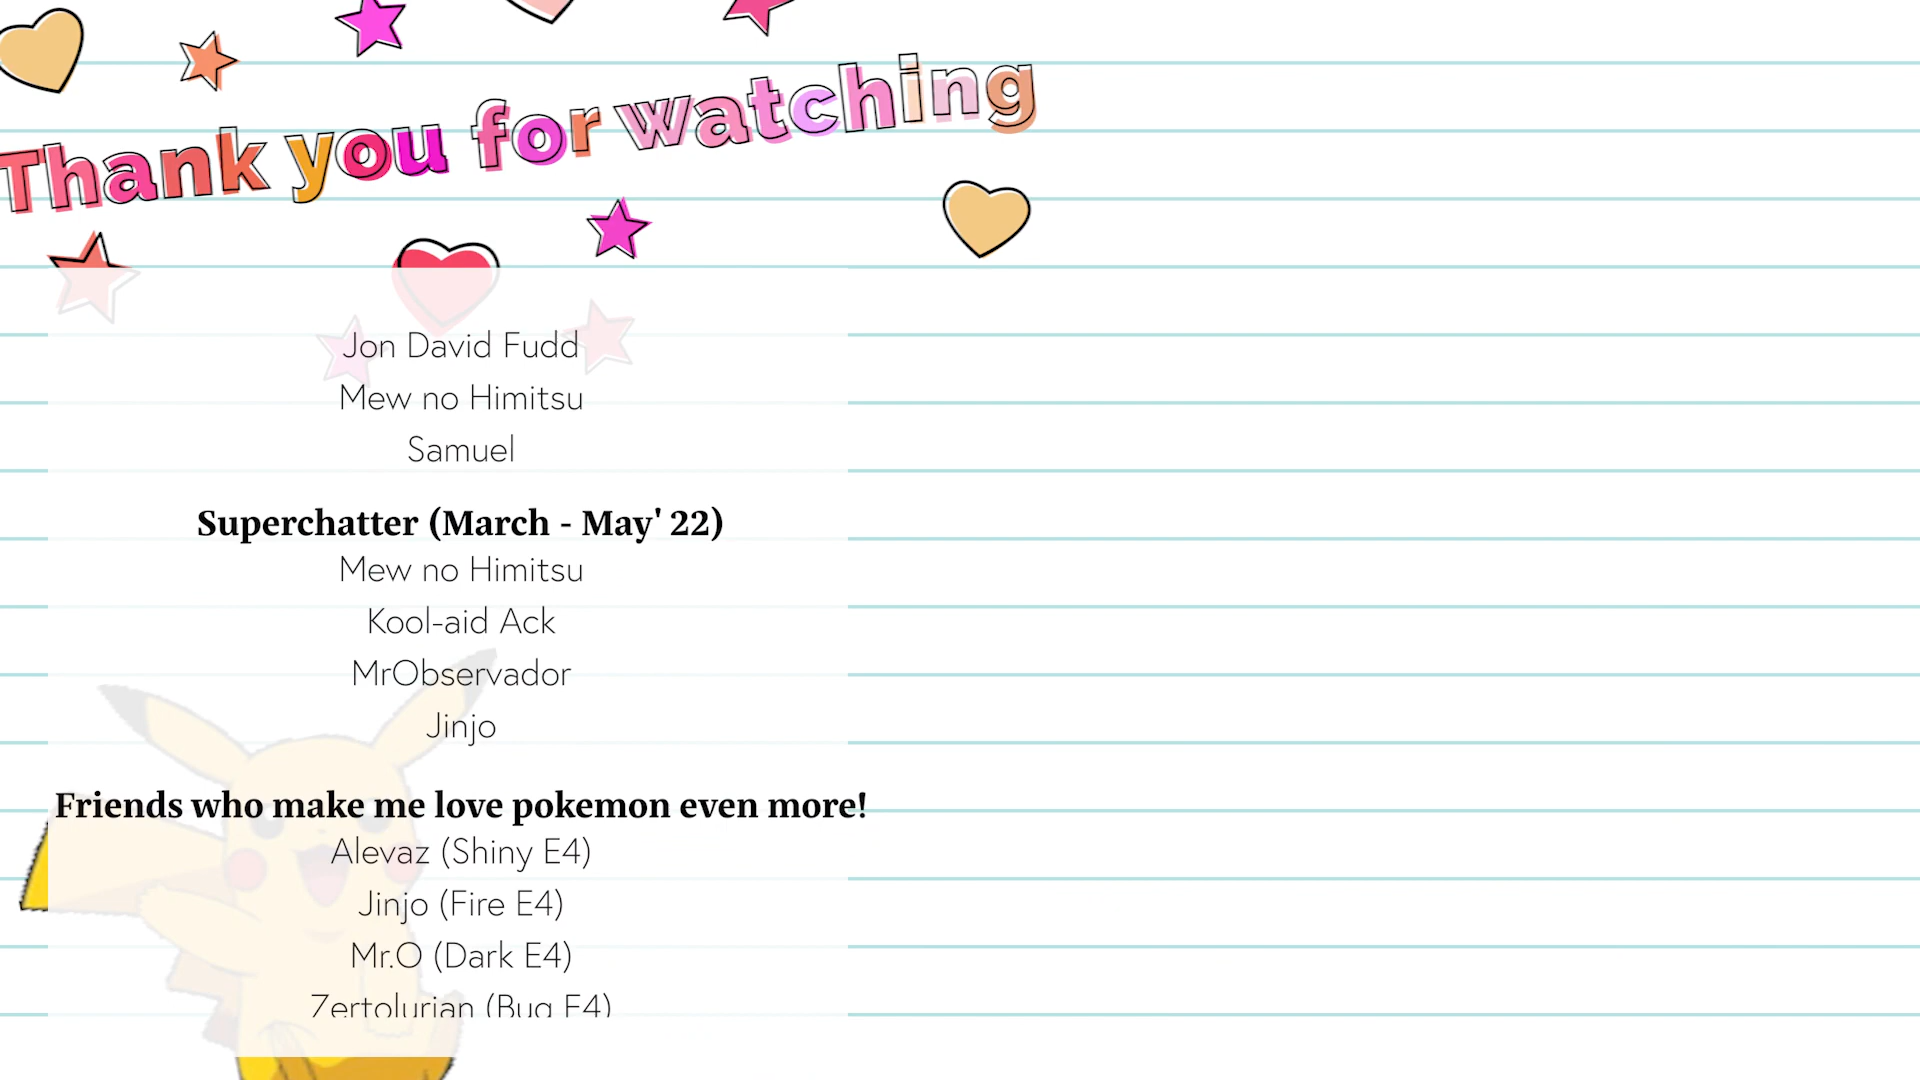 Thank you for watching
Jon David Fudd
Mew no Himitsu
Samuel
Superchatter (March - May' 22)
Mew no Himitsu
Kool-aid Ack
MrObservador
Jinjo
Friends who make me love pokemon even more!
Alevaz (Shiny E4)
Jinjo (Fire E4)
Mr.O (Dark E4)
Zertolurian (Bug E4)